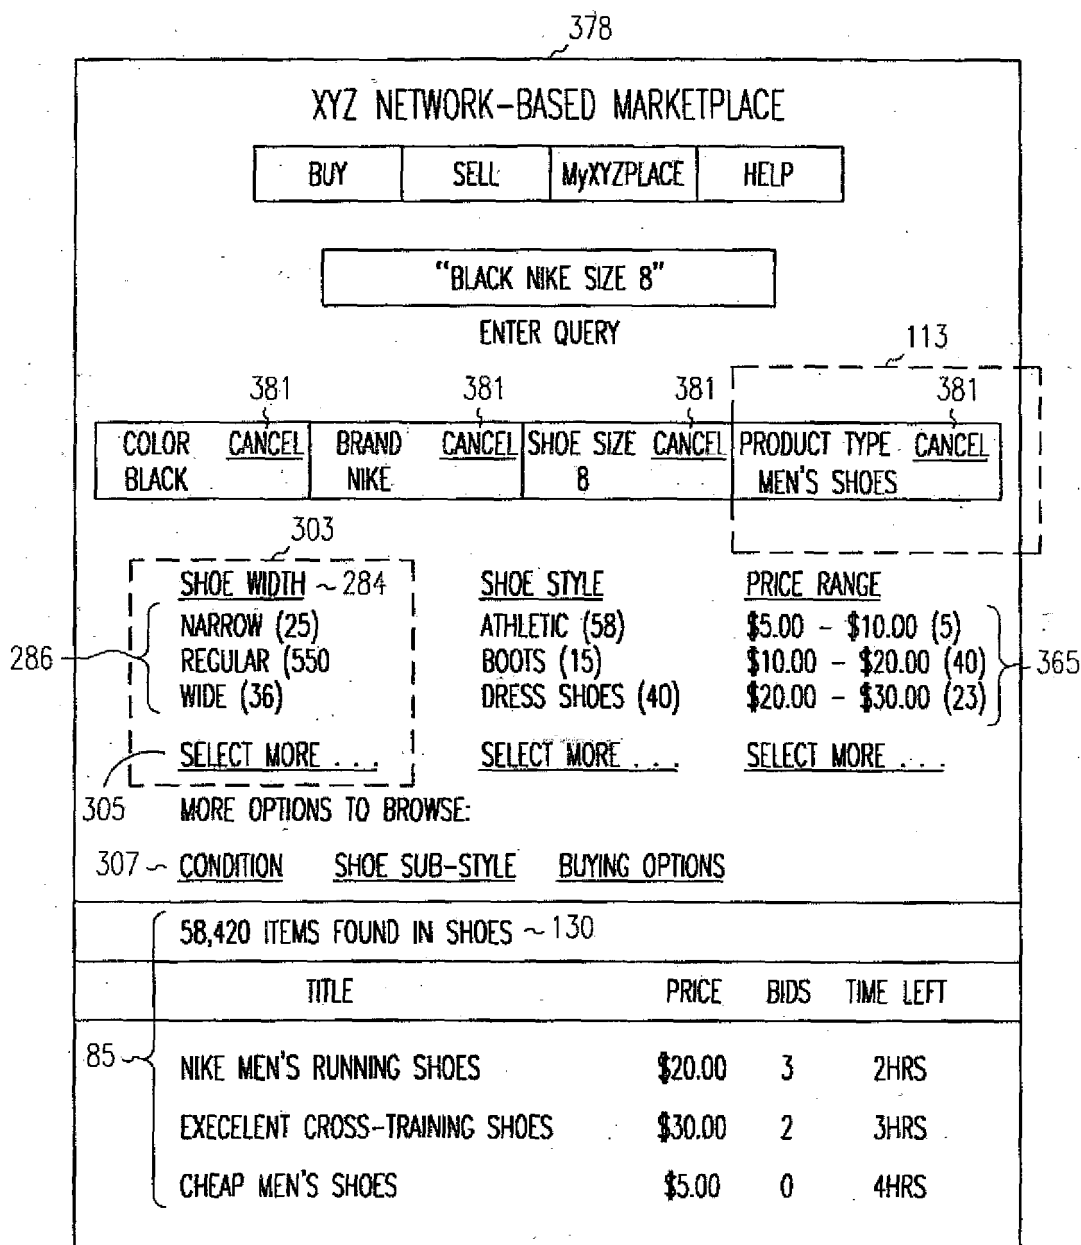 378
XYZ NETWORK-BASED MARKETPLACE
BUY SELL MyXYZPLACE HELP
“BLACK NIKE SIZE 8”
ENTER QUERY
113
381 381 381 381
COLOR CANCEL BRAND CANCEL SHOE SIZE CANCEL PRODUCT TYPE CANCEL
BLACK NIKE 8 MEN'S SHOES
303
SHOE WIDTH ~284 SHOE STYLE PRICE RANGE
NARROW (25) ATHLETIC (58) $5.00 - $10.00 (5)
286 REGULAR (550 BOOTS (15) $10.00 - $20.00 (40) 365
WIDE (36) DRESS SHOES (40) $20.00 - $30.00 (23)
SELECT MORE . . . SELECT MORE . . . SELECT MORE . . .
305 MORE OPTIONS TO BROWSE:
307~ CONDITION SHOE SUB-STYLE BUYING OPTIONS
58,420 ITEMS FOUND IN SHOES ~130
TITLE PRICE BIDS TIME LEFT
85 NIKE MEN'S RUNNING SHOES $20.00 3 2HRS
EXECELENT CROSS-TRAINING SHOES $30.00 2 3HRS
CHEAP MEN'S SHOES $5.00 0 4HRS